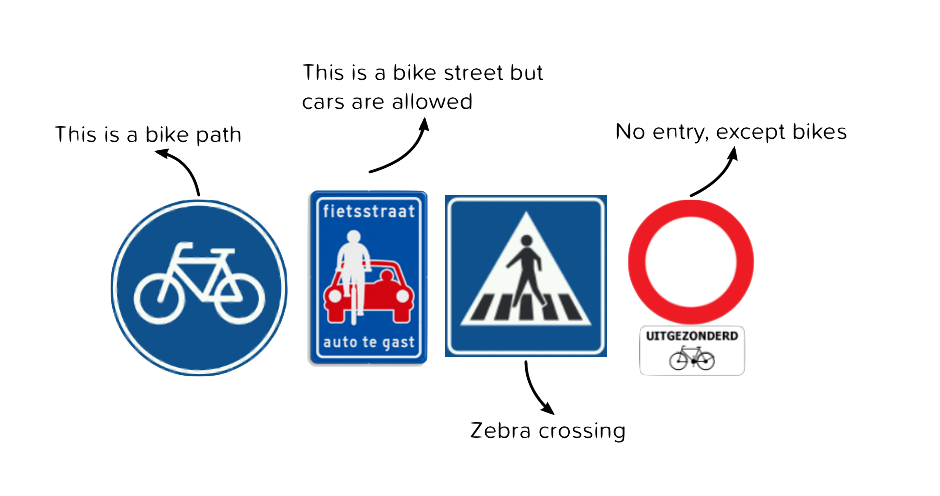 This is a bike street but
cars are allowed
This is a bike path
No entry, except bikes
fietsstraat
auto te gast
UITGEZONDERD
Zebra crossing